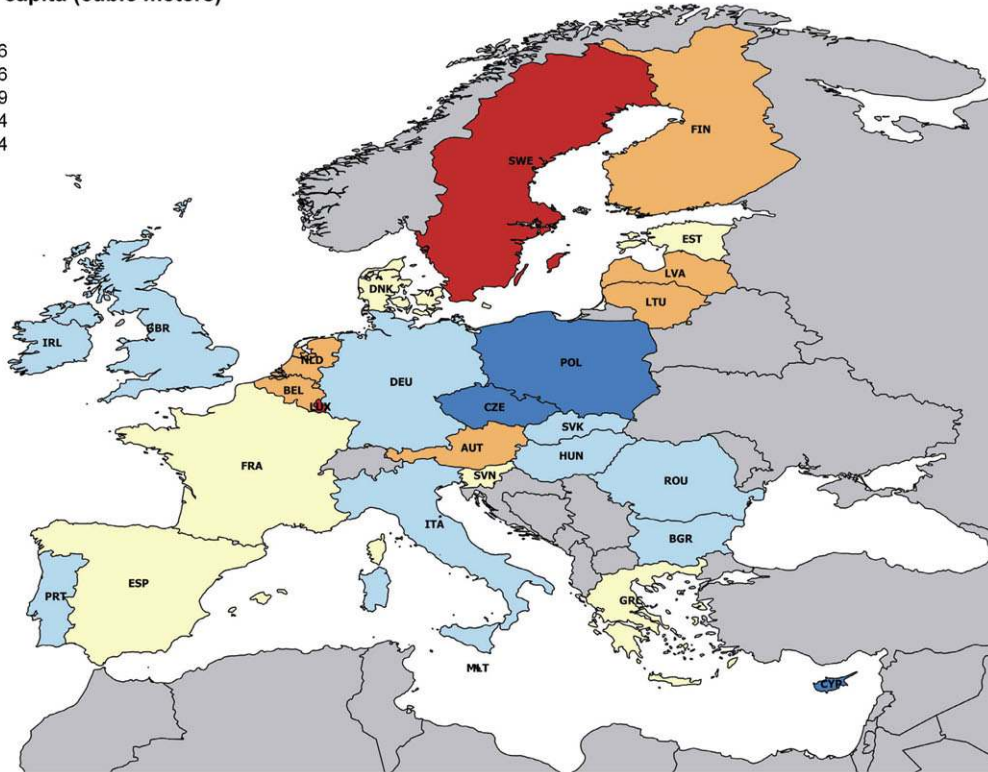 capita (cubic meters)
6
6
9
4
4
SWE
FIN
EST
LVA
LTU
DNK
IRL
GBR
NLD
BEL
LUX
DEU
POL
CZE
SVK
AUT
HUN
FRA
SVN
ROU
ITA
BGR
ESP
PRT
GRC
MLT
CYP